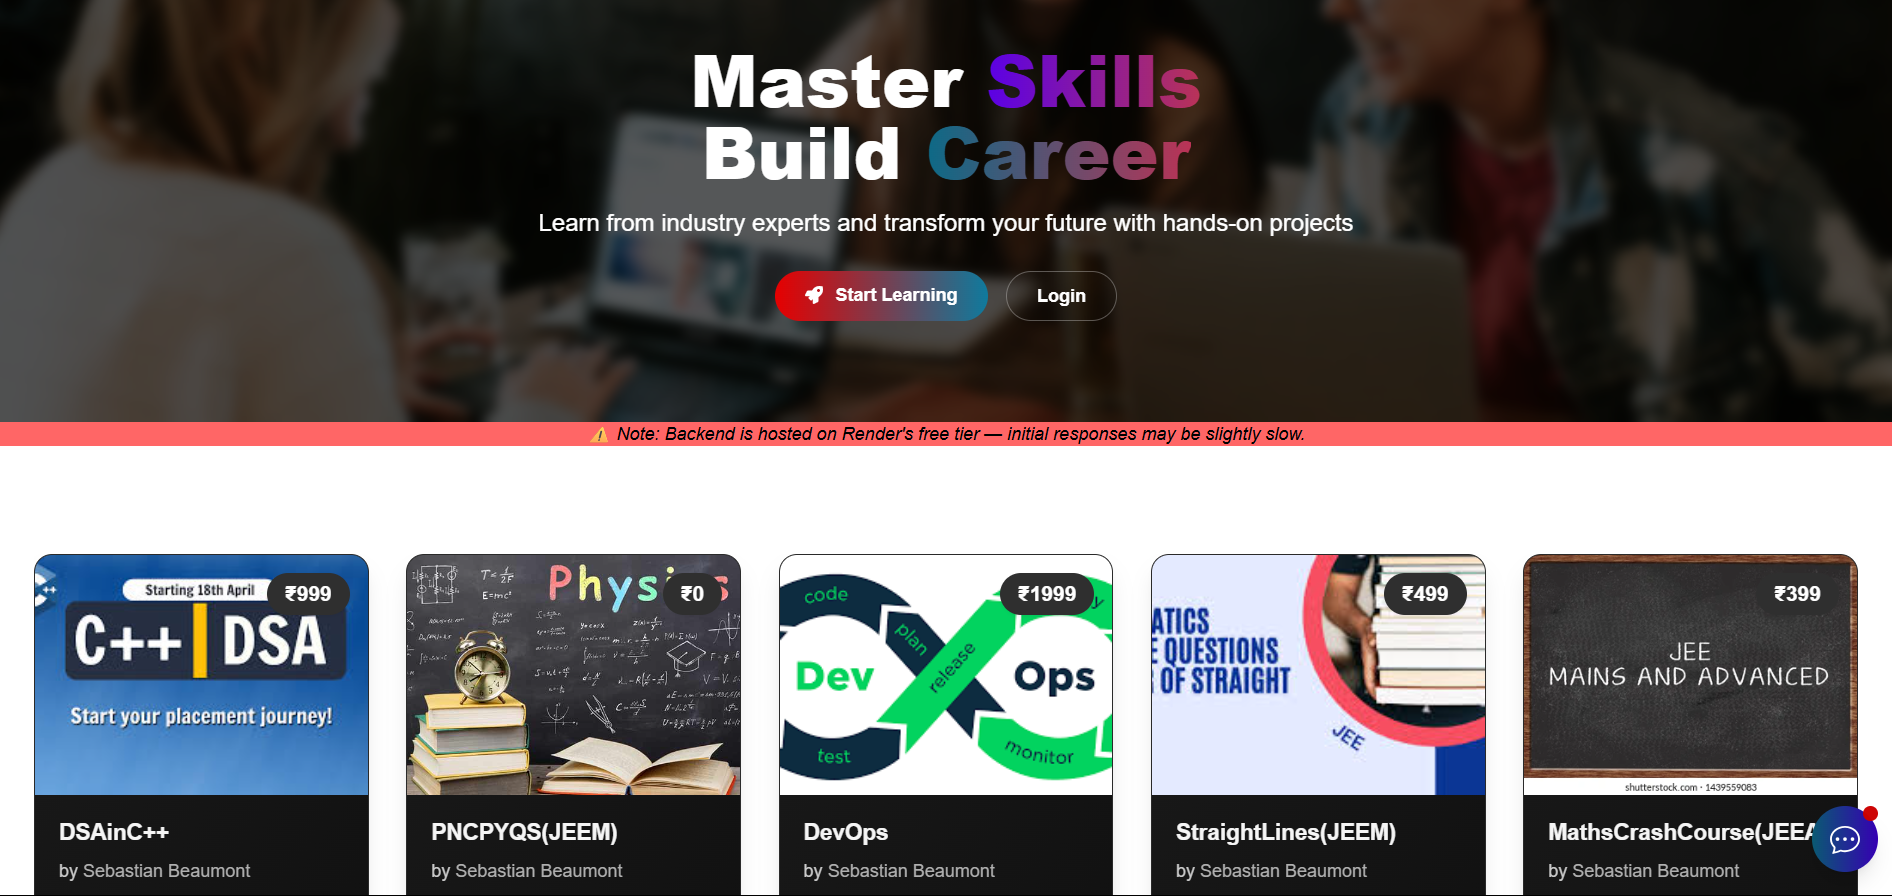 Master Skills
Build Career
Learn from industry experts and transform your future with hands-on projects
Start Learning
Login
⚠️ Note: Backend is hosted on Render's free tier — initial responses may be slightly slow.
Starting 18th April
₹999
C++ DSA
Start your placement journey!
DSAinC++
by Sebastian Beaumont
Physics
₹0
E=mc²
PNCPYQS(JEEM)
by Sebastian Beaumont
code
₹1999
plan
release
Dev
Ops
test
monitor
DevOps
by Sebastian Beaumont
₹499
ATICS
E QUESTIONS
OF STRAIGHT
JEE
StraightLines(JEEM)
by Sebastian Beaumont
₹399
JEE
MAINS AND ADVANCED
shutterstock.com · 1439559083
MathsCrashCourse(JEEA
by Sebastian Beaumont